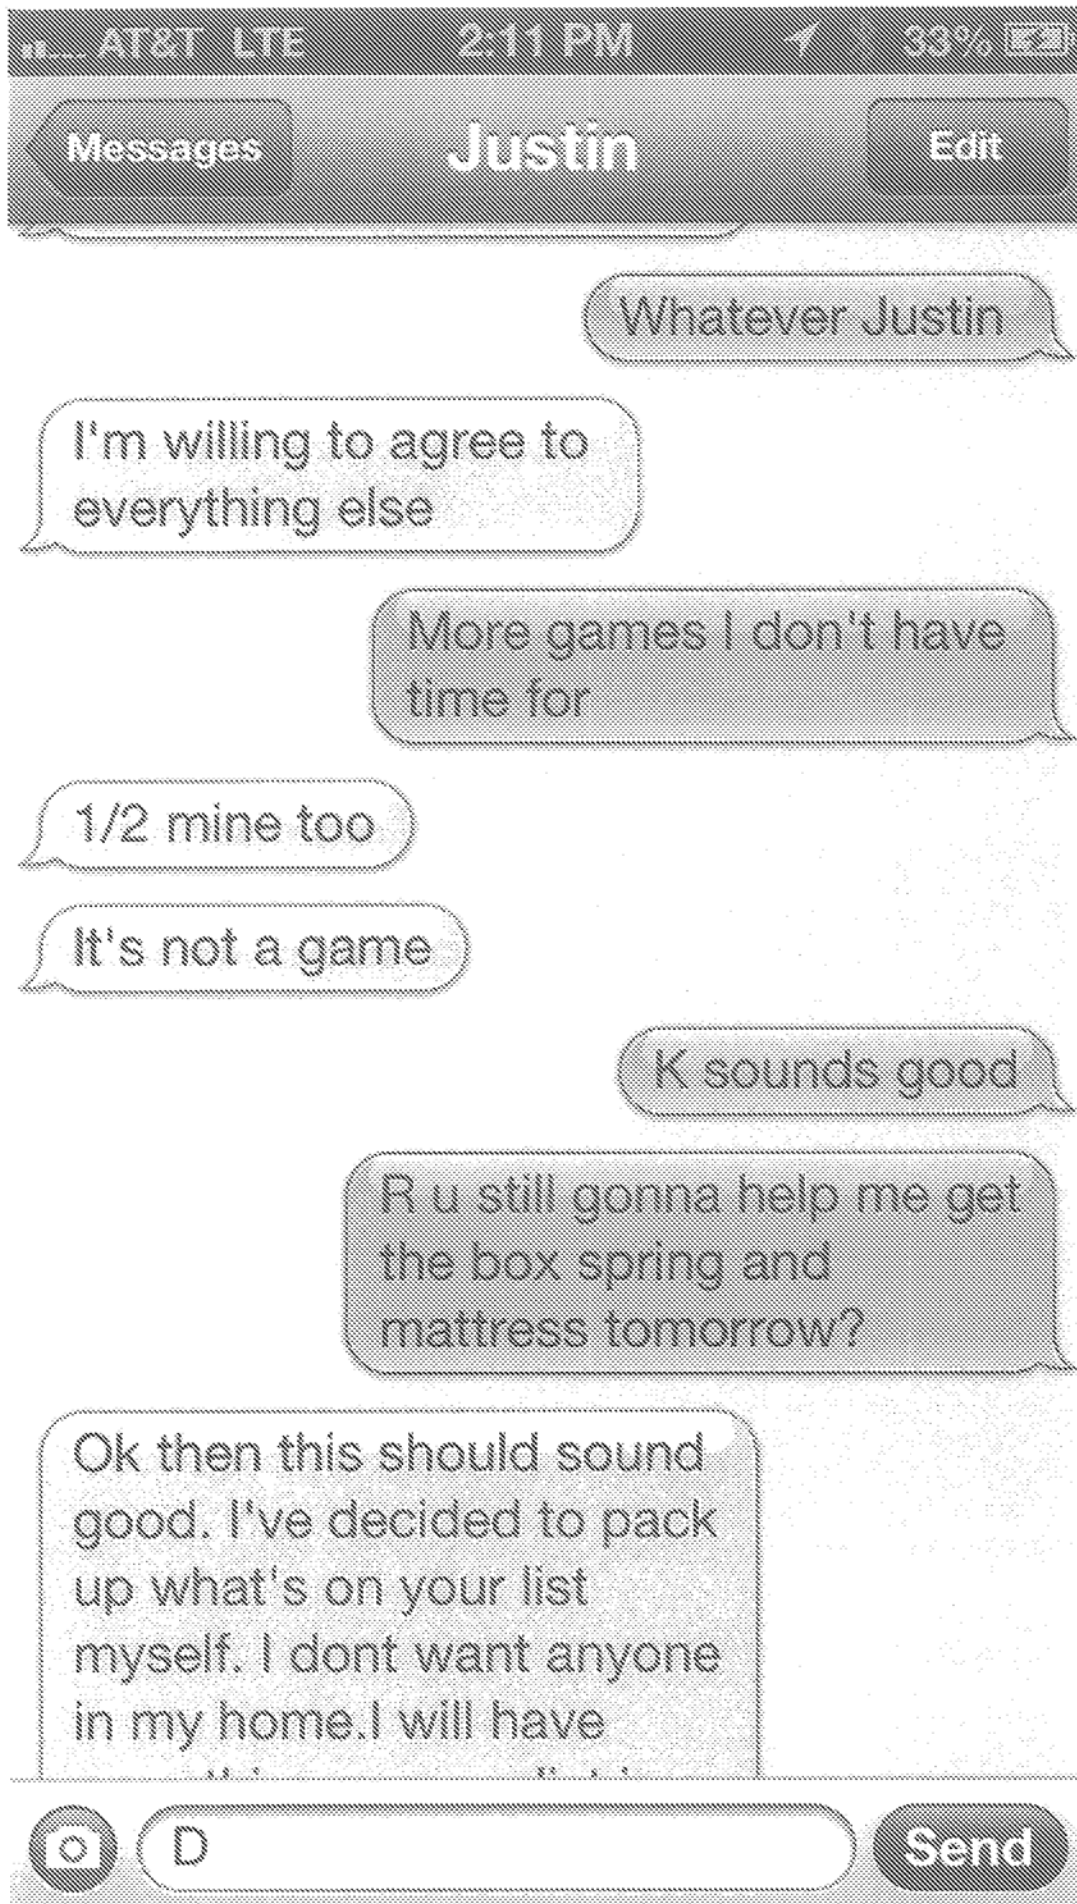 AT&T LTE 2:11 PM 33%
Messages Justin Edit
Whatever Justin
I'm willing to agree to
everything else
More games I don't have
time for
1/2 mine too
It's not a game
K sounds good
R u still gonna help me get
the box spring and
mattress tomorrow?
Ok then this should sound
good. I've decided to pack
up what's on your list
myself. I dont want anyone
in my home.I will have
D Send